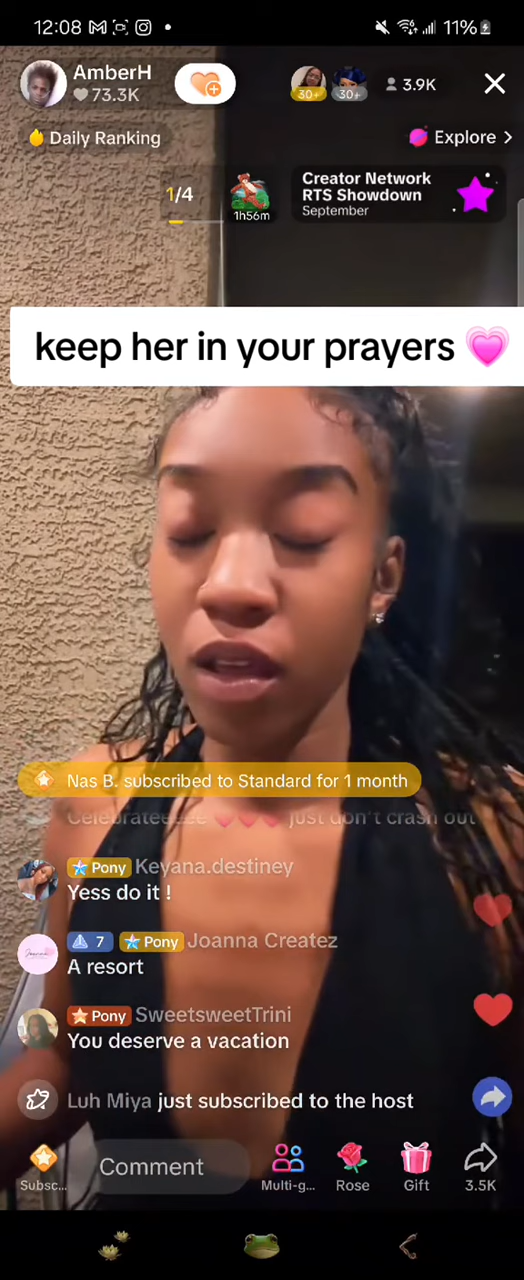 12:08
11%
AmberH
73.3K
30+
30+
3.9K
Daily Ranking
Explore
1/4
1h56m
Creator Network
RTS Showdown
September
keep her in your prayers 💗
Nas B. subscribed to Standard for 1 month
Celebrateeeee ❤️❤️❤️ just don't crash out
Pony Keyana.destiney
Yess do it !
7 Pony Joanna Createz
A resort
Pony SweetsweetTrini
You deserve a vacation
Luh Miya just subscribed to the host
Subsc...
Comment
Multi-g...
Rose
Gift
3.5K